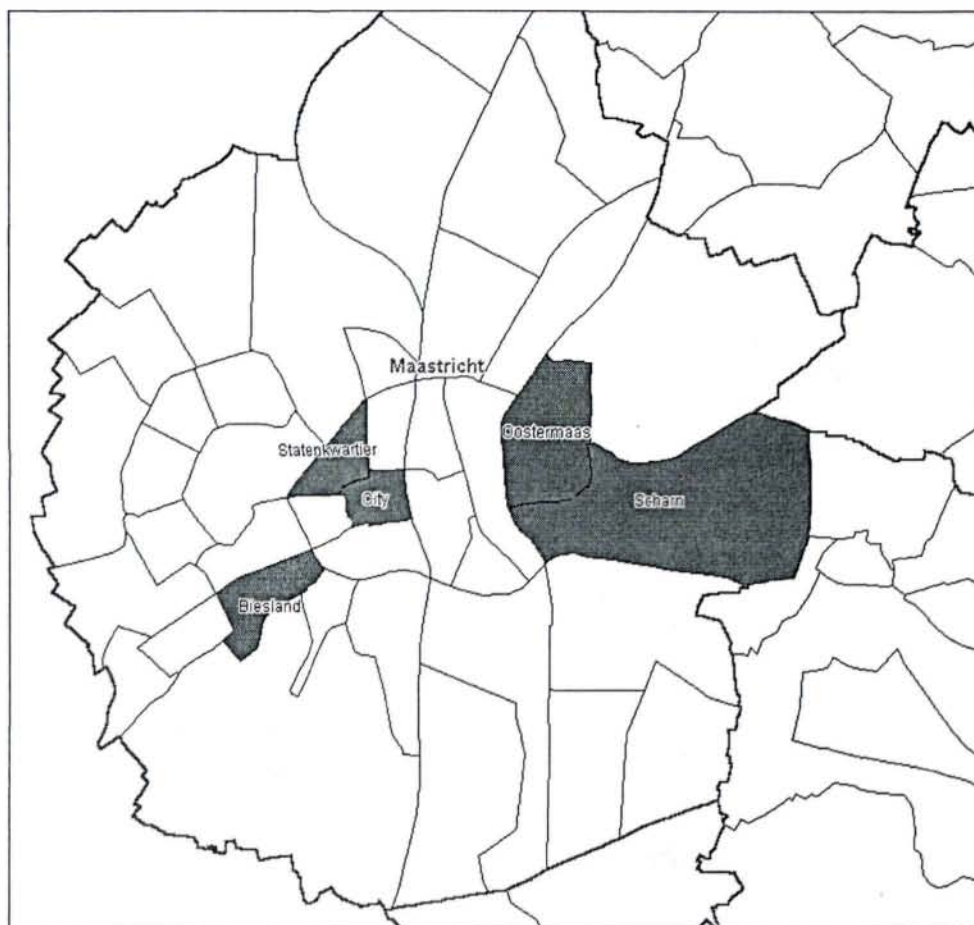 Maastricht
Oostermaas
Statenkwartier
City
Scharn
Biesland